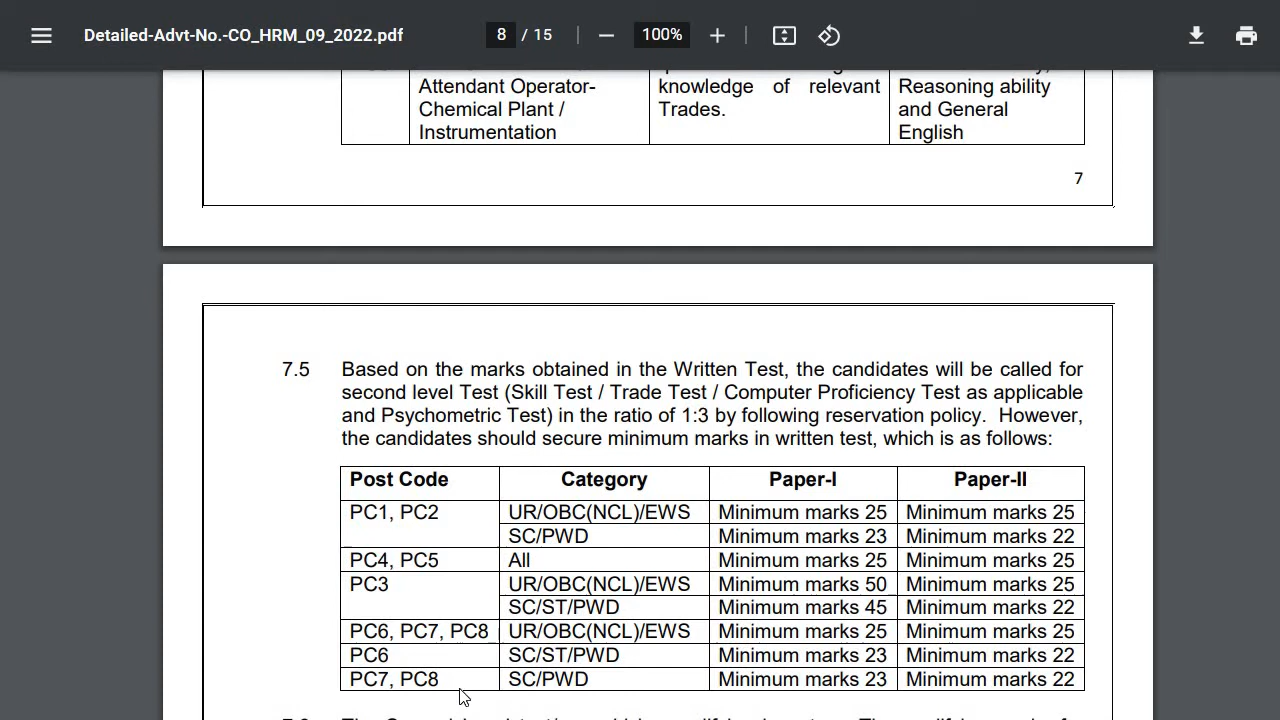 Detailed-Advt-No.-CO_HRM_09_2022.pdf 8 / 15 100%
Attendant Operator- knowledge of relevant Reasoning ability
Chemical Plant / Trades. and General
Instrumentation English
7
7.5 Based on the marks obtained in the Written Test, the candidates will be called for
second level Test (Skill Test / Trade Test / Computer Proficiency Test as applicable
and Psychometric Test) in the ratio of 1:3 by following reservation policy. However,
the candidates should secure minimum marks in written test, which is as follows:
Post Code Category Paper-I Paper-II
PC1, PC2 UR/OBC(NCL)/EWS Minimum marks 25 Minimum marks 25
SC/PWD Minimum marks 23 Minimum marks 22
PC4, PC5 All Minimum marks 25 Minimum marks 25
PC3 UR/OBC(NCL)/EWS Minimum marks 50 Minimum marks 25
SC/ST/PWD Minimum marks 45 Minimum marks 22
PC6, PC7, PC8 UR/OBC(NCL)/EWS Minimum marks 25 Minimum marks 25
PC6 SC/ST/PWD Minimum marks 23 Minimum marks 22
PC7, PC8 SC/PWD Minimum marks 23 Minimum marks 22